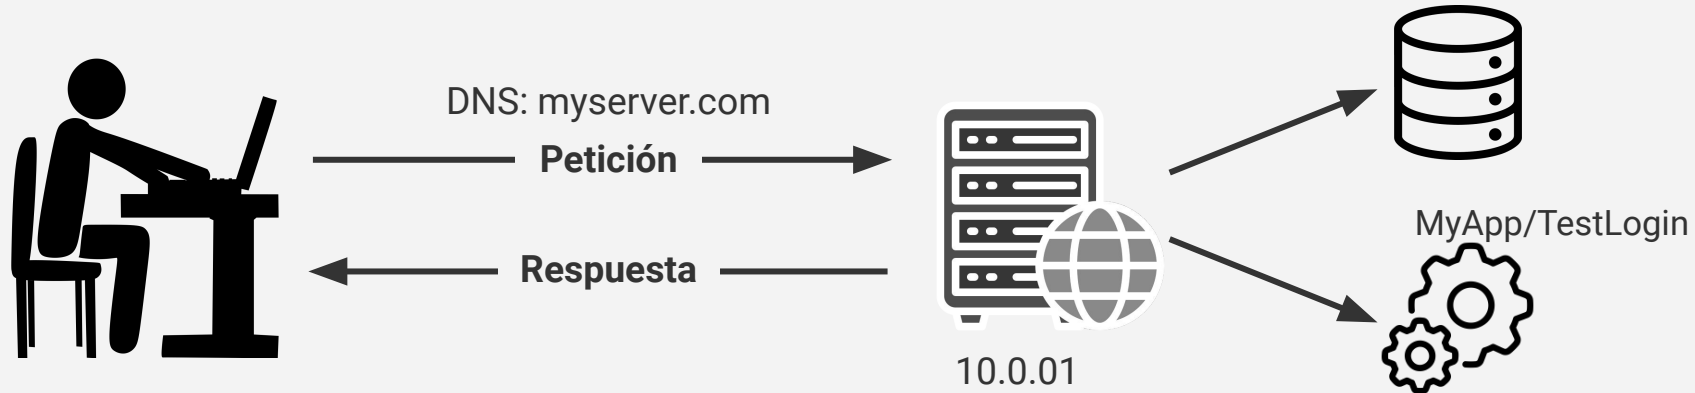 DNS: myserver.com
Petición
Respuesta
10.0.01
MyApp/TestLogin